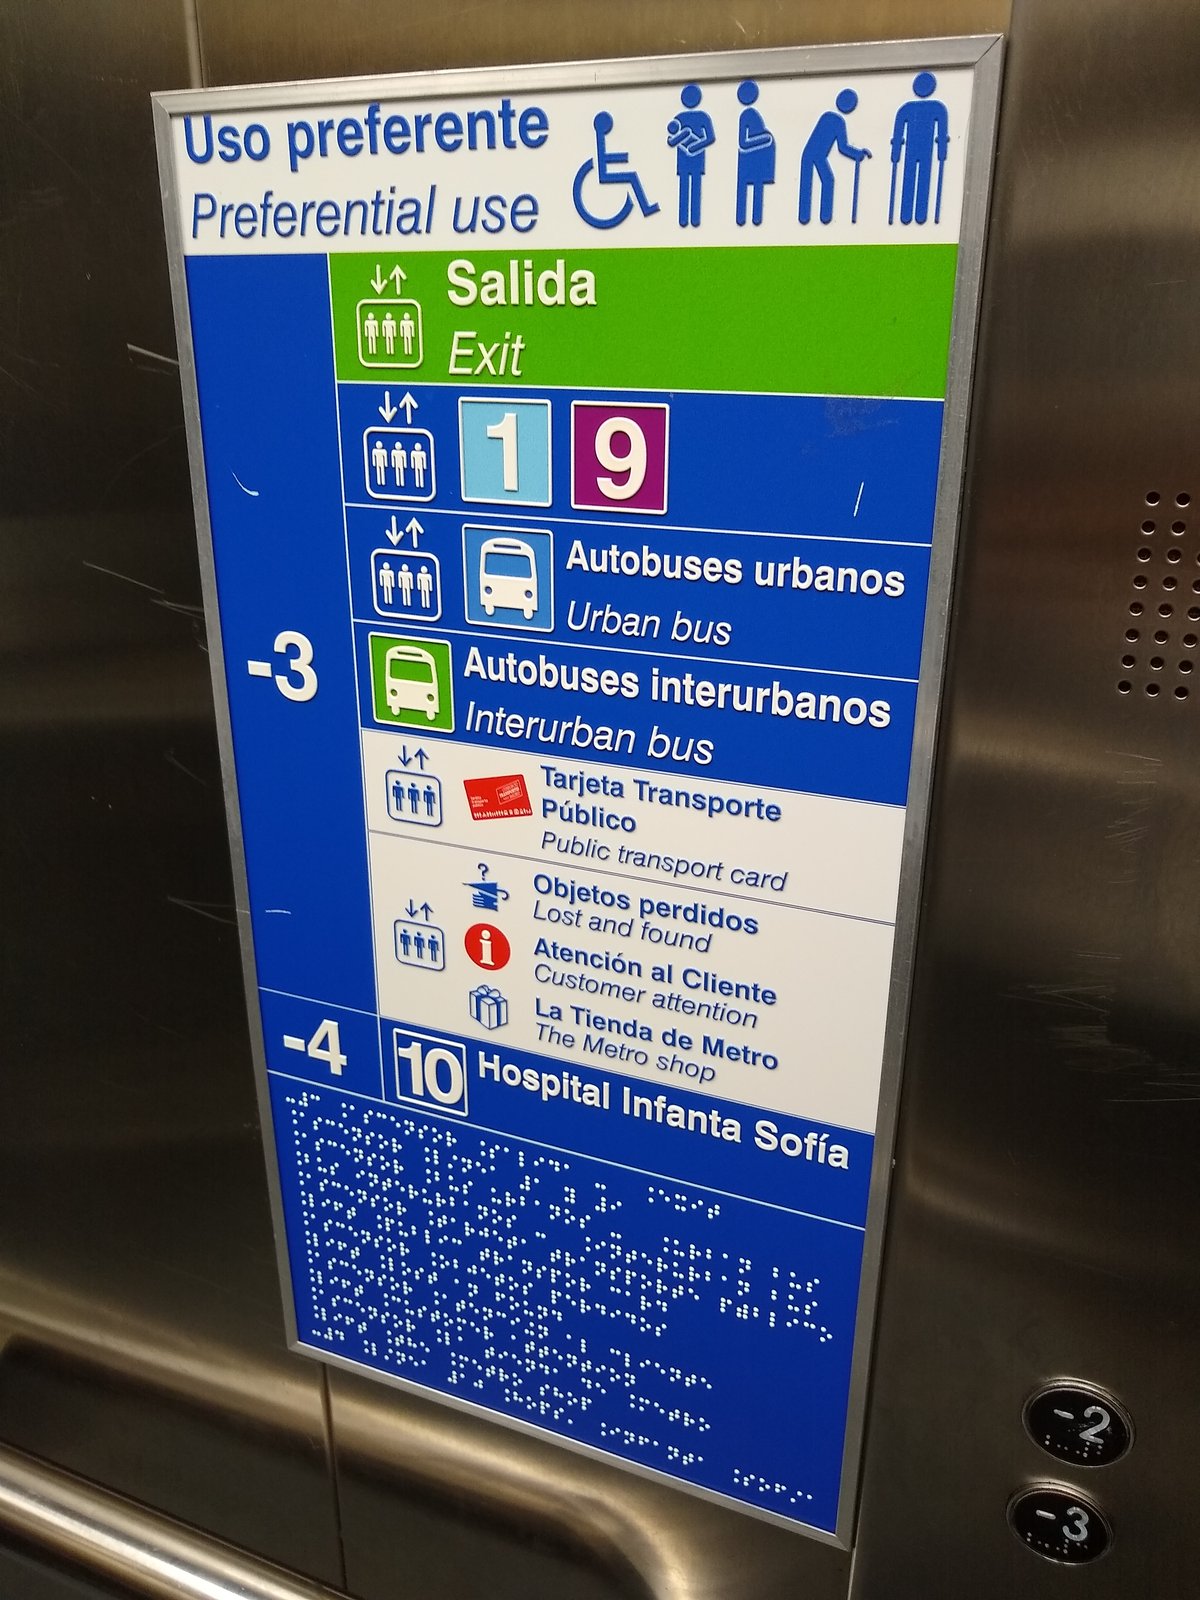 Uso preferente
Preferential use
Salida
Exit
1 9
Autobuses urbanos
Urban bus
-3
Autobuses interurbanos
Interurban bus
Tarjeta Transporte
Público
Public transport card
?
Objetos perdidos
Lost and found
i
Atención al Cliente
Customer attention
La Tienda de Metro
The Metro shop
-4
10 Hospital Infanta Sofía
-2
-3